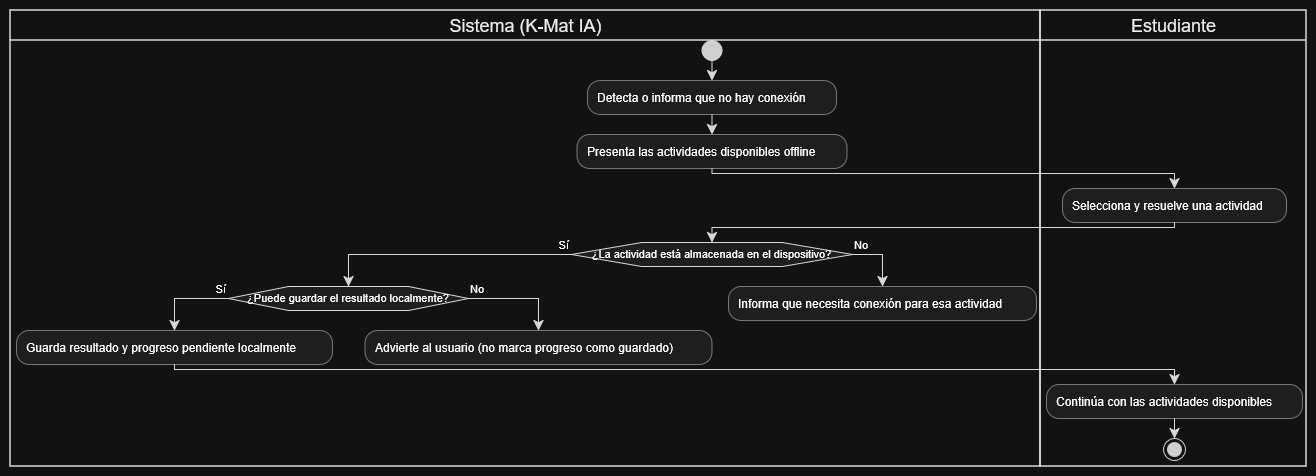 Sistema (K-Mat IA)
Estudiante
Detecta o informa que no hay conexión
Presenta las actividades disponibles offline
Selecciona y resuelve una actividad
Sí
¿La actividad está almacenada en el dispositivo?
No
Sí
¿Puede guardar el resultado localmente?
No
Informa que necesita conexión para esa actividad
Guarda resultado y progreso pendiente localmente
Advierte al usuario (no marca progreso como guardado)
Continúa con las actividades disponibles